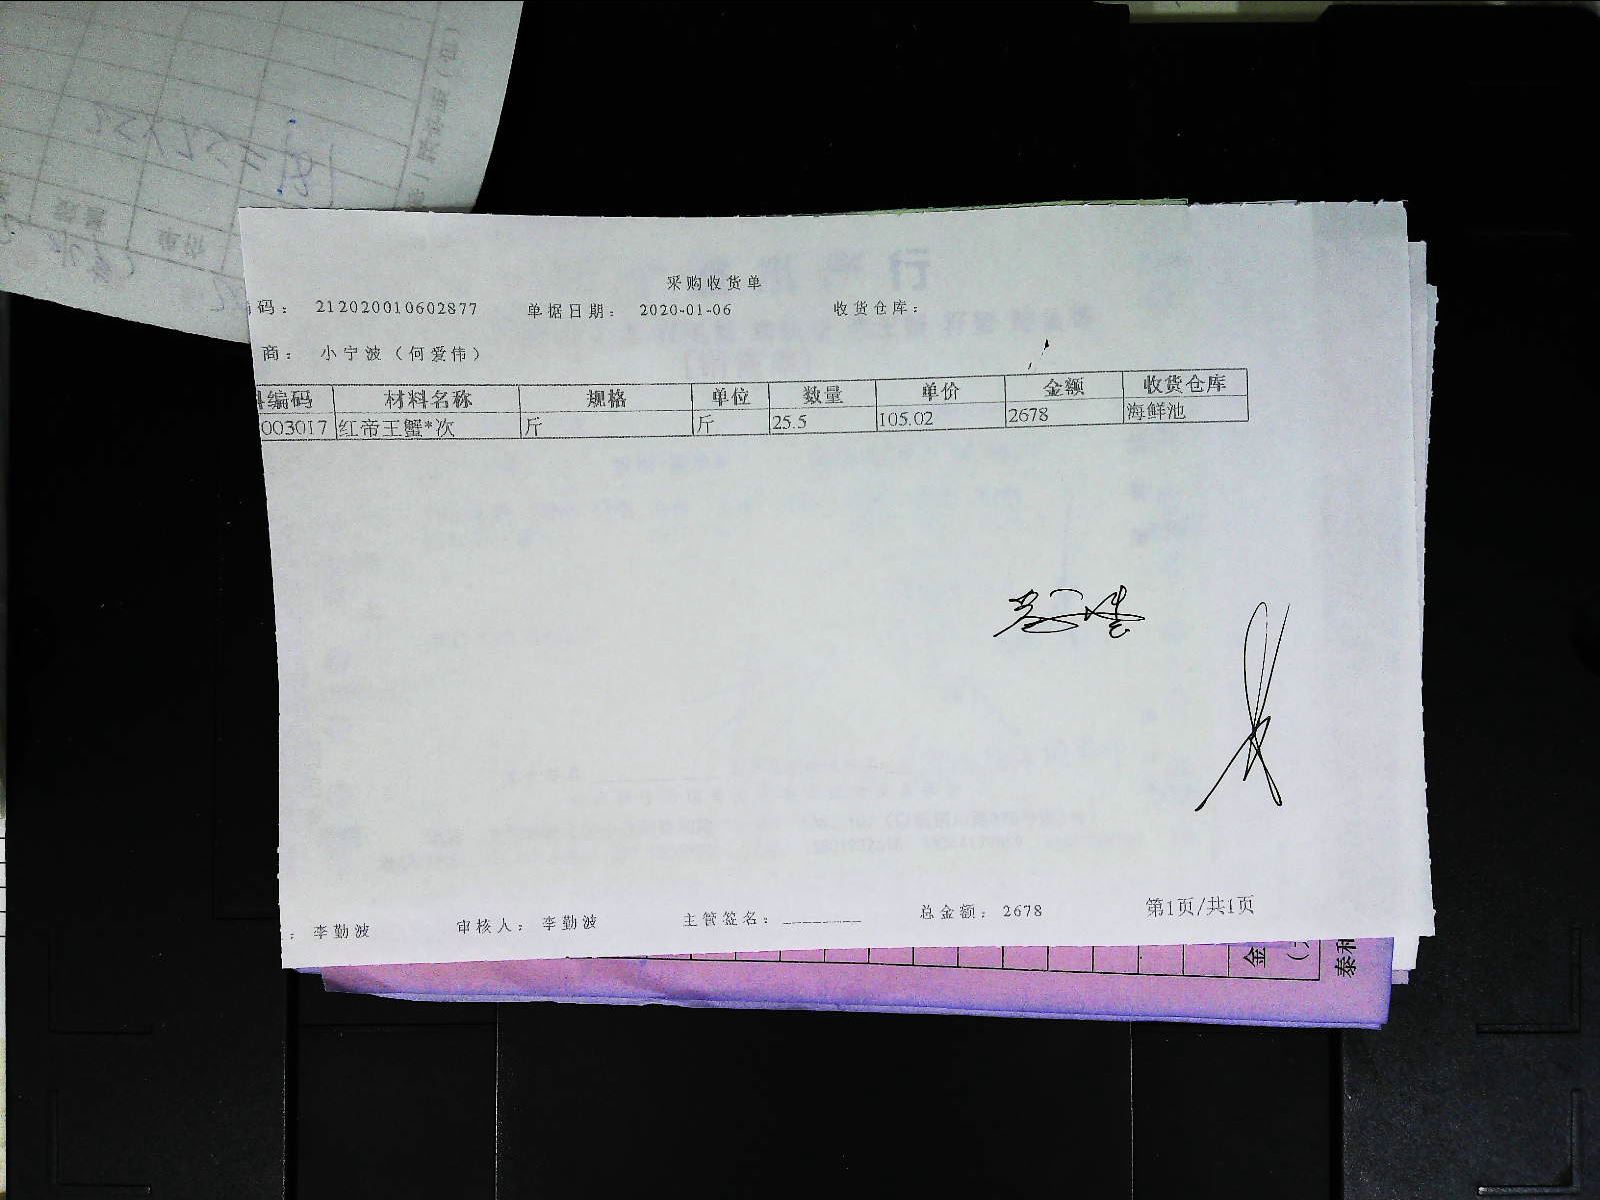 采购收货单
码： 212020010602877 单据日期： 2020-01-06 收货仓库：
商： 小宁波（何爱伟）
编码 材料名称 规格 单位 数量 单价 金额 收货仓库
003017 红帝王蟹*次 斤 斤 25.5 105.02 2678 海鲜池
： 李勤波 审核人： 李勤波 主管签名： 总金额： 2678 第1页/共1页
金
泰和